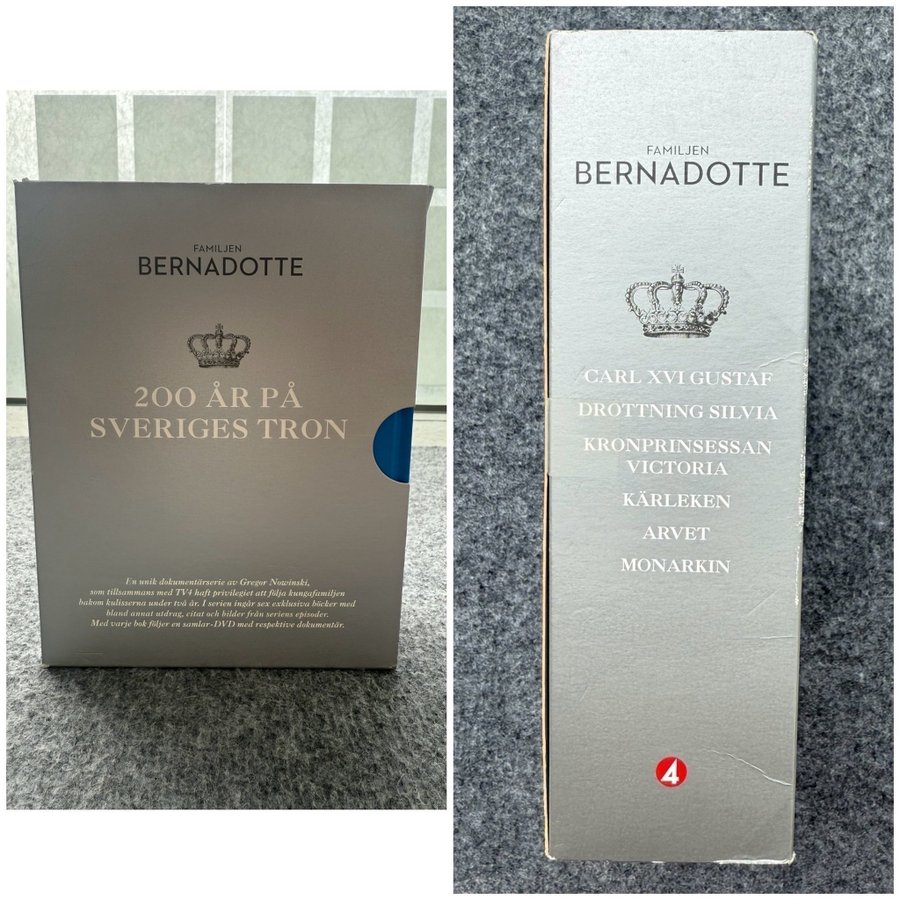 FAMILJEN
BERNADOTTE
200 ÅR PÅ
SVERIGES TRON
En unik dokumentärserie av Gregor Nowinski,
som tillsammans med TV4 haft privilegiet att följa kungafamiljen
bakom kulisserna under två år. I serien ingår sex exklusiva böcker med
bland annat utdrag, citat och bilder från seriens episoder.
Med varje bok följer en samlar-DVD med respektive dokumentär.
FAMILJEN
BERNADOTTE
CARL XVI GUSTAF
DROTTNING SILVIA
KRONPRINSESSAN
VICTORIA
KÄRLEKEN
ARVET
MONARKIN
4